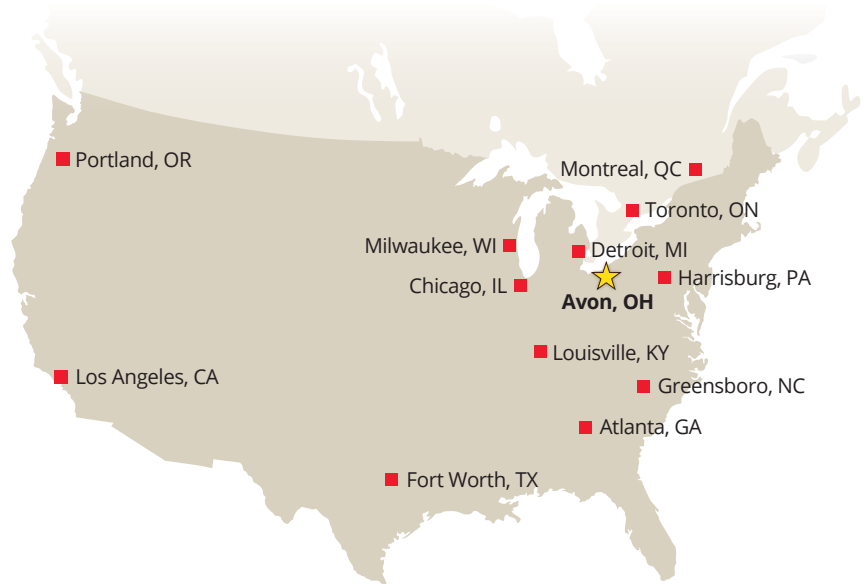 Portland, OR
Montreal, QC
Toronto, ON
Milwaukee, WI
Detroit, MI
Chicago, IL
Harrisburg, PA
Avon, OH
Louisville, KY
Los Angeles, CA
Greensboro, NC
Atlanta, GA
Fort Worth, TX